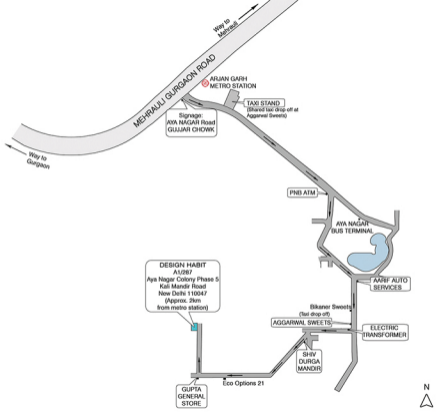 Way to
Mehrauli
MEHRAULI GURGAON ROAD
ARJAN GARH
METRO STATION
TAXI STAND
(Shared taxi drop off at
Aggarwal Sweets)
Signage:
AYA NAGAR Road
GUJJAR CHOWK
Way to
Gurgaon
PNB ATM
AYA NAGAR
BUS TERMINAL
DESIGN HABIT
A1/267
Aya Nagar Colony Phase 5
Kali Mandir Road
New Delhi 110047
(Approx. 2km
from metro station)
AARIF AUTO
SERVICES
Bikaner Sweets
(Taxi drop off)
AGGARWAL SWEETS
ELECTRIC
TRANSFORMER
SHIV
DURGA
MANDIR
Eco Options 21
GUPTA
GENERAL
STORE
N